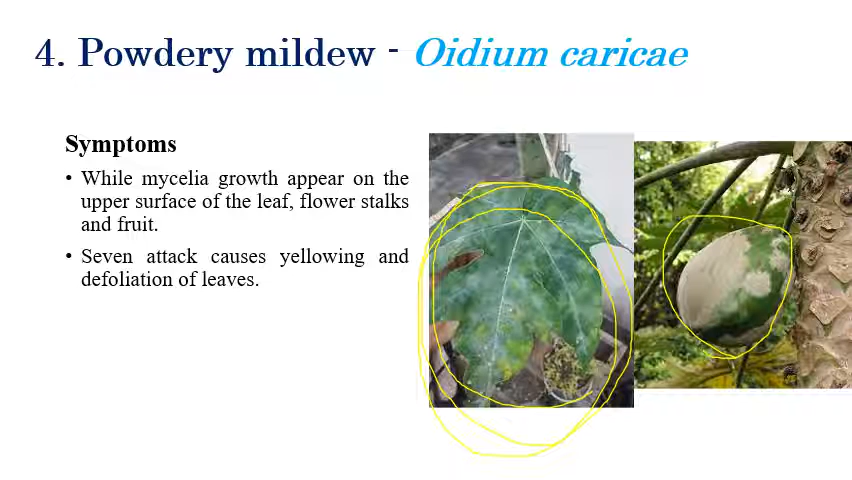 4. Powdery mildew - Oidium caricae
Symptoms
• While mycelia growth appear on the
upper surface of the leaf, flower stalks
and fruit.
• Seven attack causes yellowing and
defoliation of leaves.